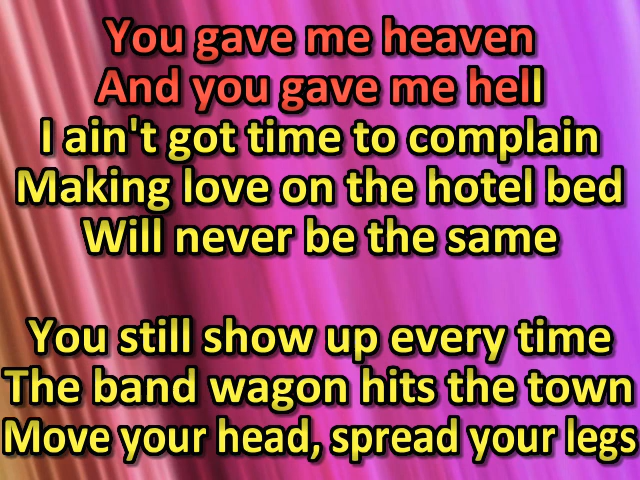 You gave me heaven
And you gave me hell
I ain't got time to complain
Making love on the hotel bed
Will never be the same
You still show up every time
The band wagon hits the town
Move your head, spread your legs